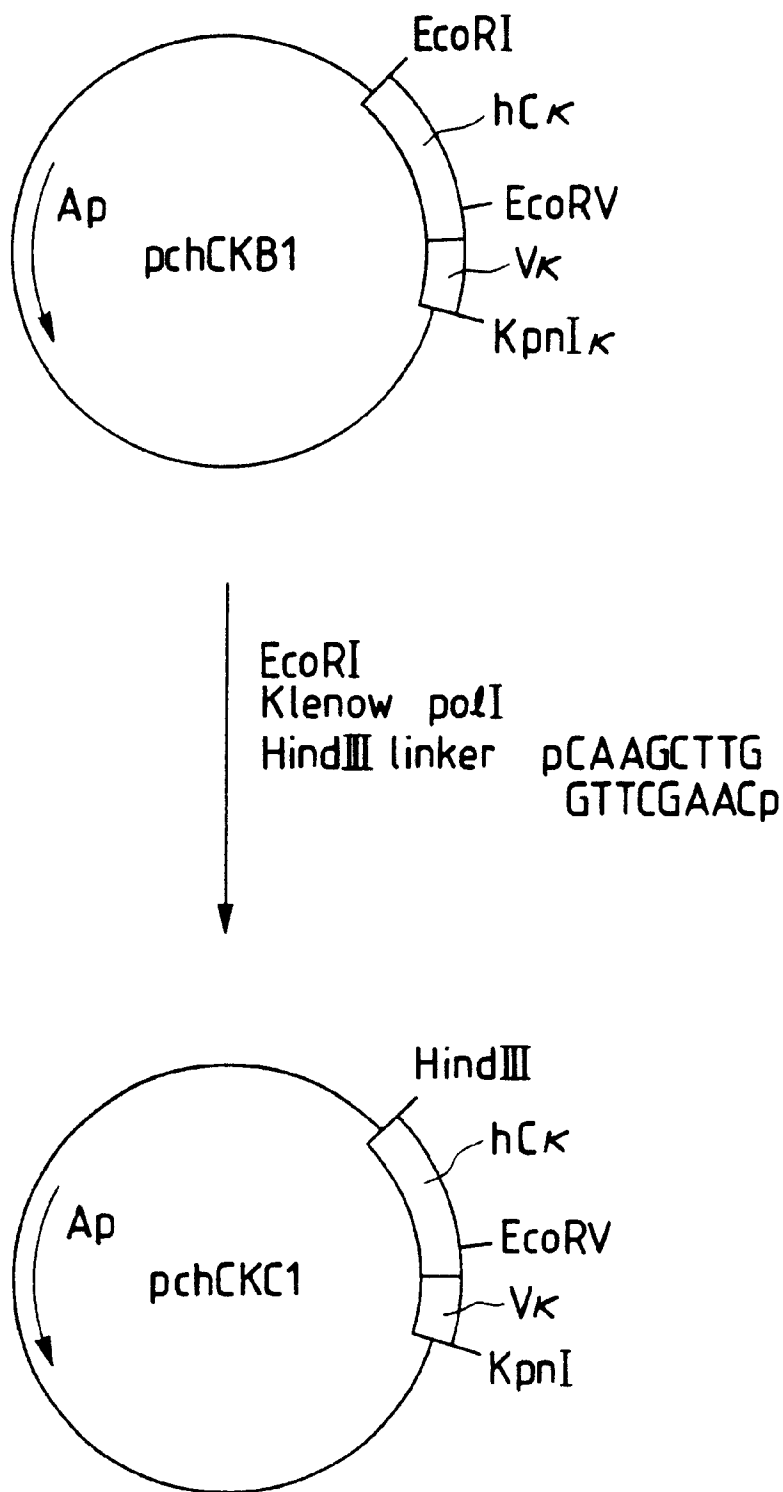 EcoRI
hCκ
Ap
pchCKB1
EcoRV
Vκ
KpnIκ
EcoRI
Klenow polI
HindIII linker pCAAGCTTG
GTTCGAACp
HindIII
hCκ
Ap
pchCKC1
EcoRV
Vκ
KpnI